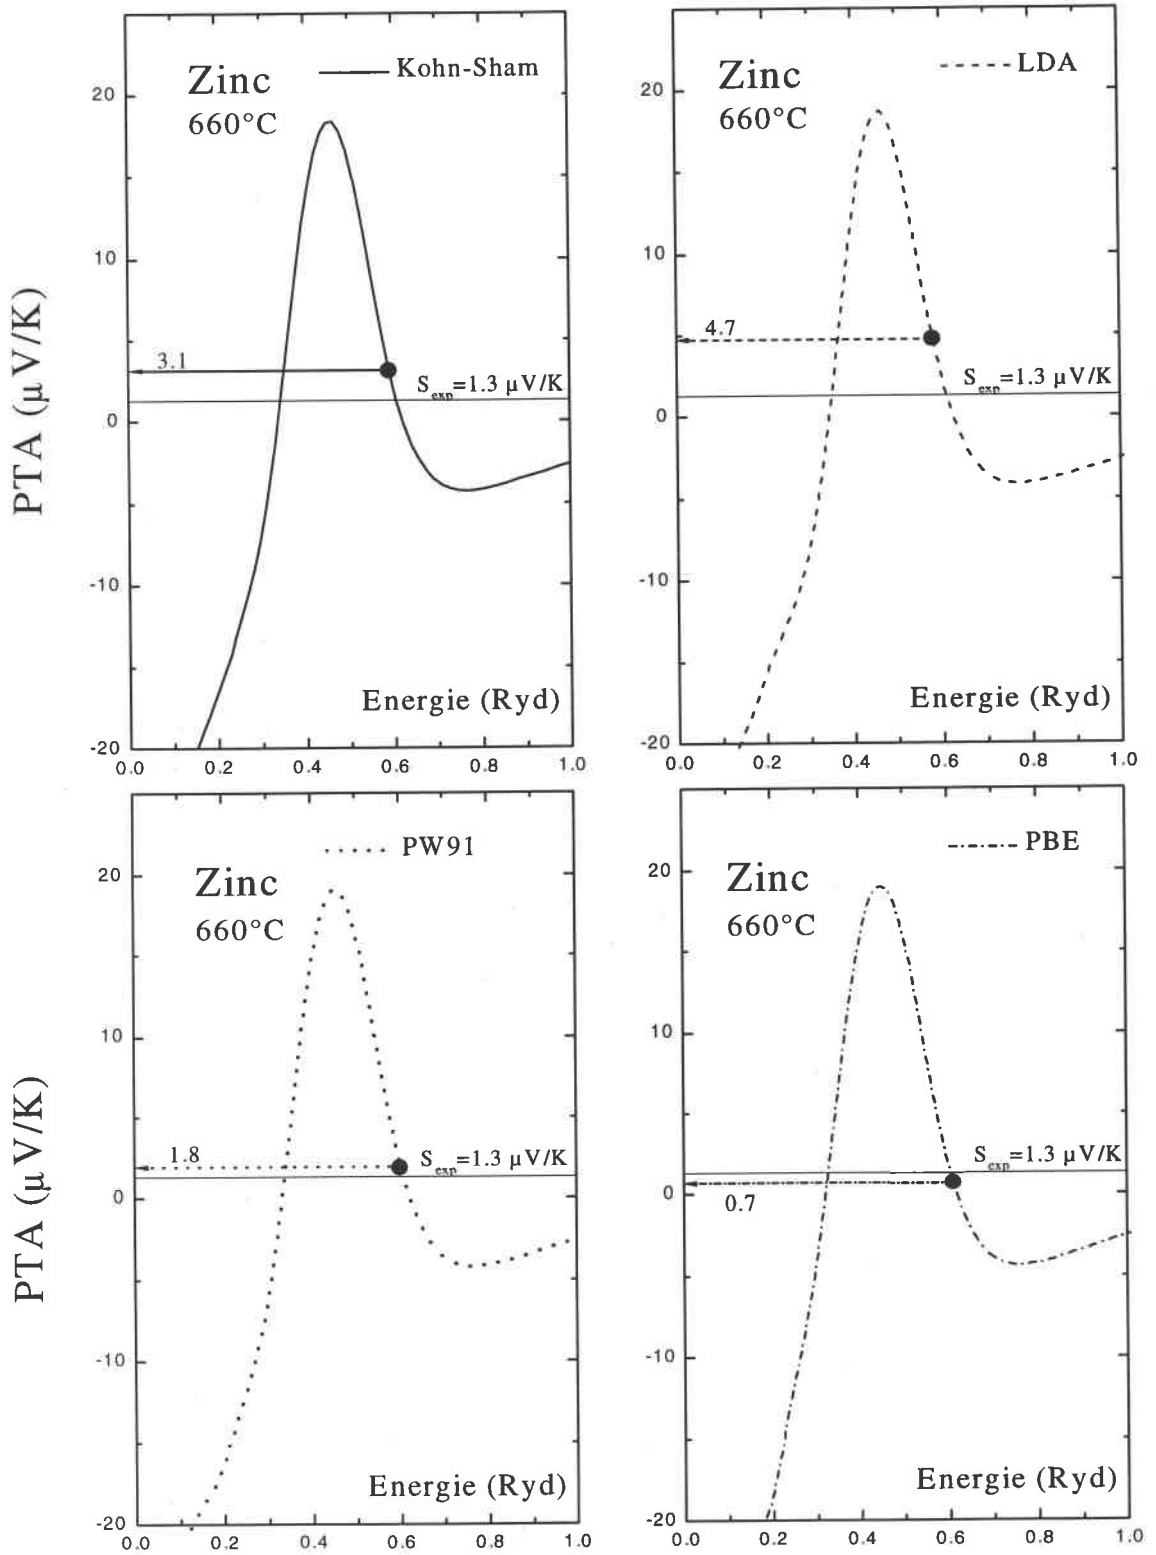 Zinc
Kohn-Sham
660°C
20
10
3.1
S exp=1.3 µV/K
0
-10
Energie (Ryd)
-20
0.0 0.2 0.4 0.6 0.8 1.0
PTA (µV/K)
Zinc
LDA
660°C
20
10
4.7
S exp=1.3 µV/K
0
-10
Energie (Ryd)
-20
0.0 0.2 0.4 0.6 0.8 1.0
PW91
Zinc
660°C
20
10
1.8
S exp=1.3 µV/K
0
-10
Energie (Ryd)
-20
0.0 0.2 0.4 0.6 0.8 1.0
PTA (µV/K)
PBE
Zinc
660°C
20
10
S exp=1.3 µV/K
0
0.7
-10
Energie (Ryd)
-20
0.0 0.2 0.4 0.6 0.8 1.0